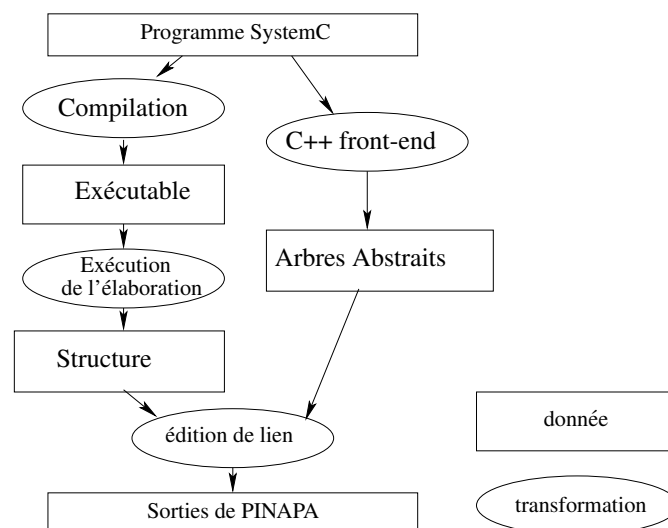 Programme SystemC
Compilation
C++ front-end
Exécutable
Exécution
de l'élaboration
Arbres Abstraits
Structure
édition de lien
donnée
Sorties de PINAPA
transformation